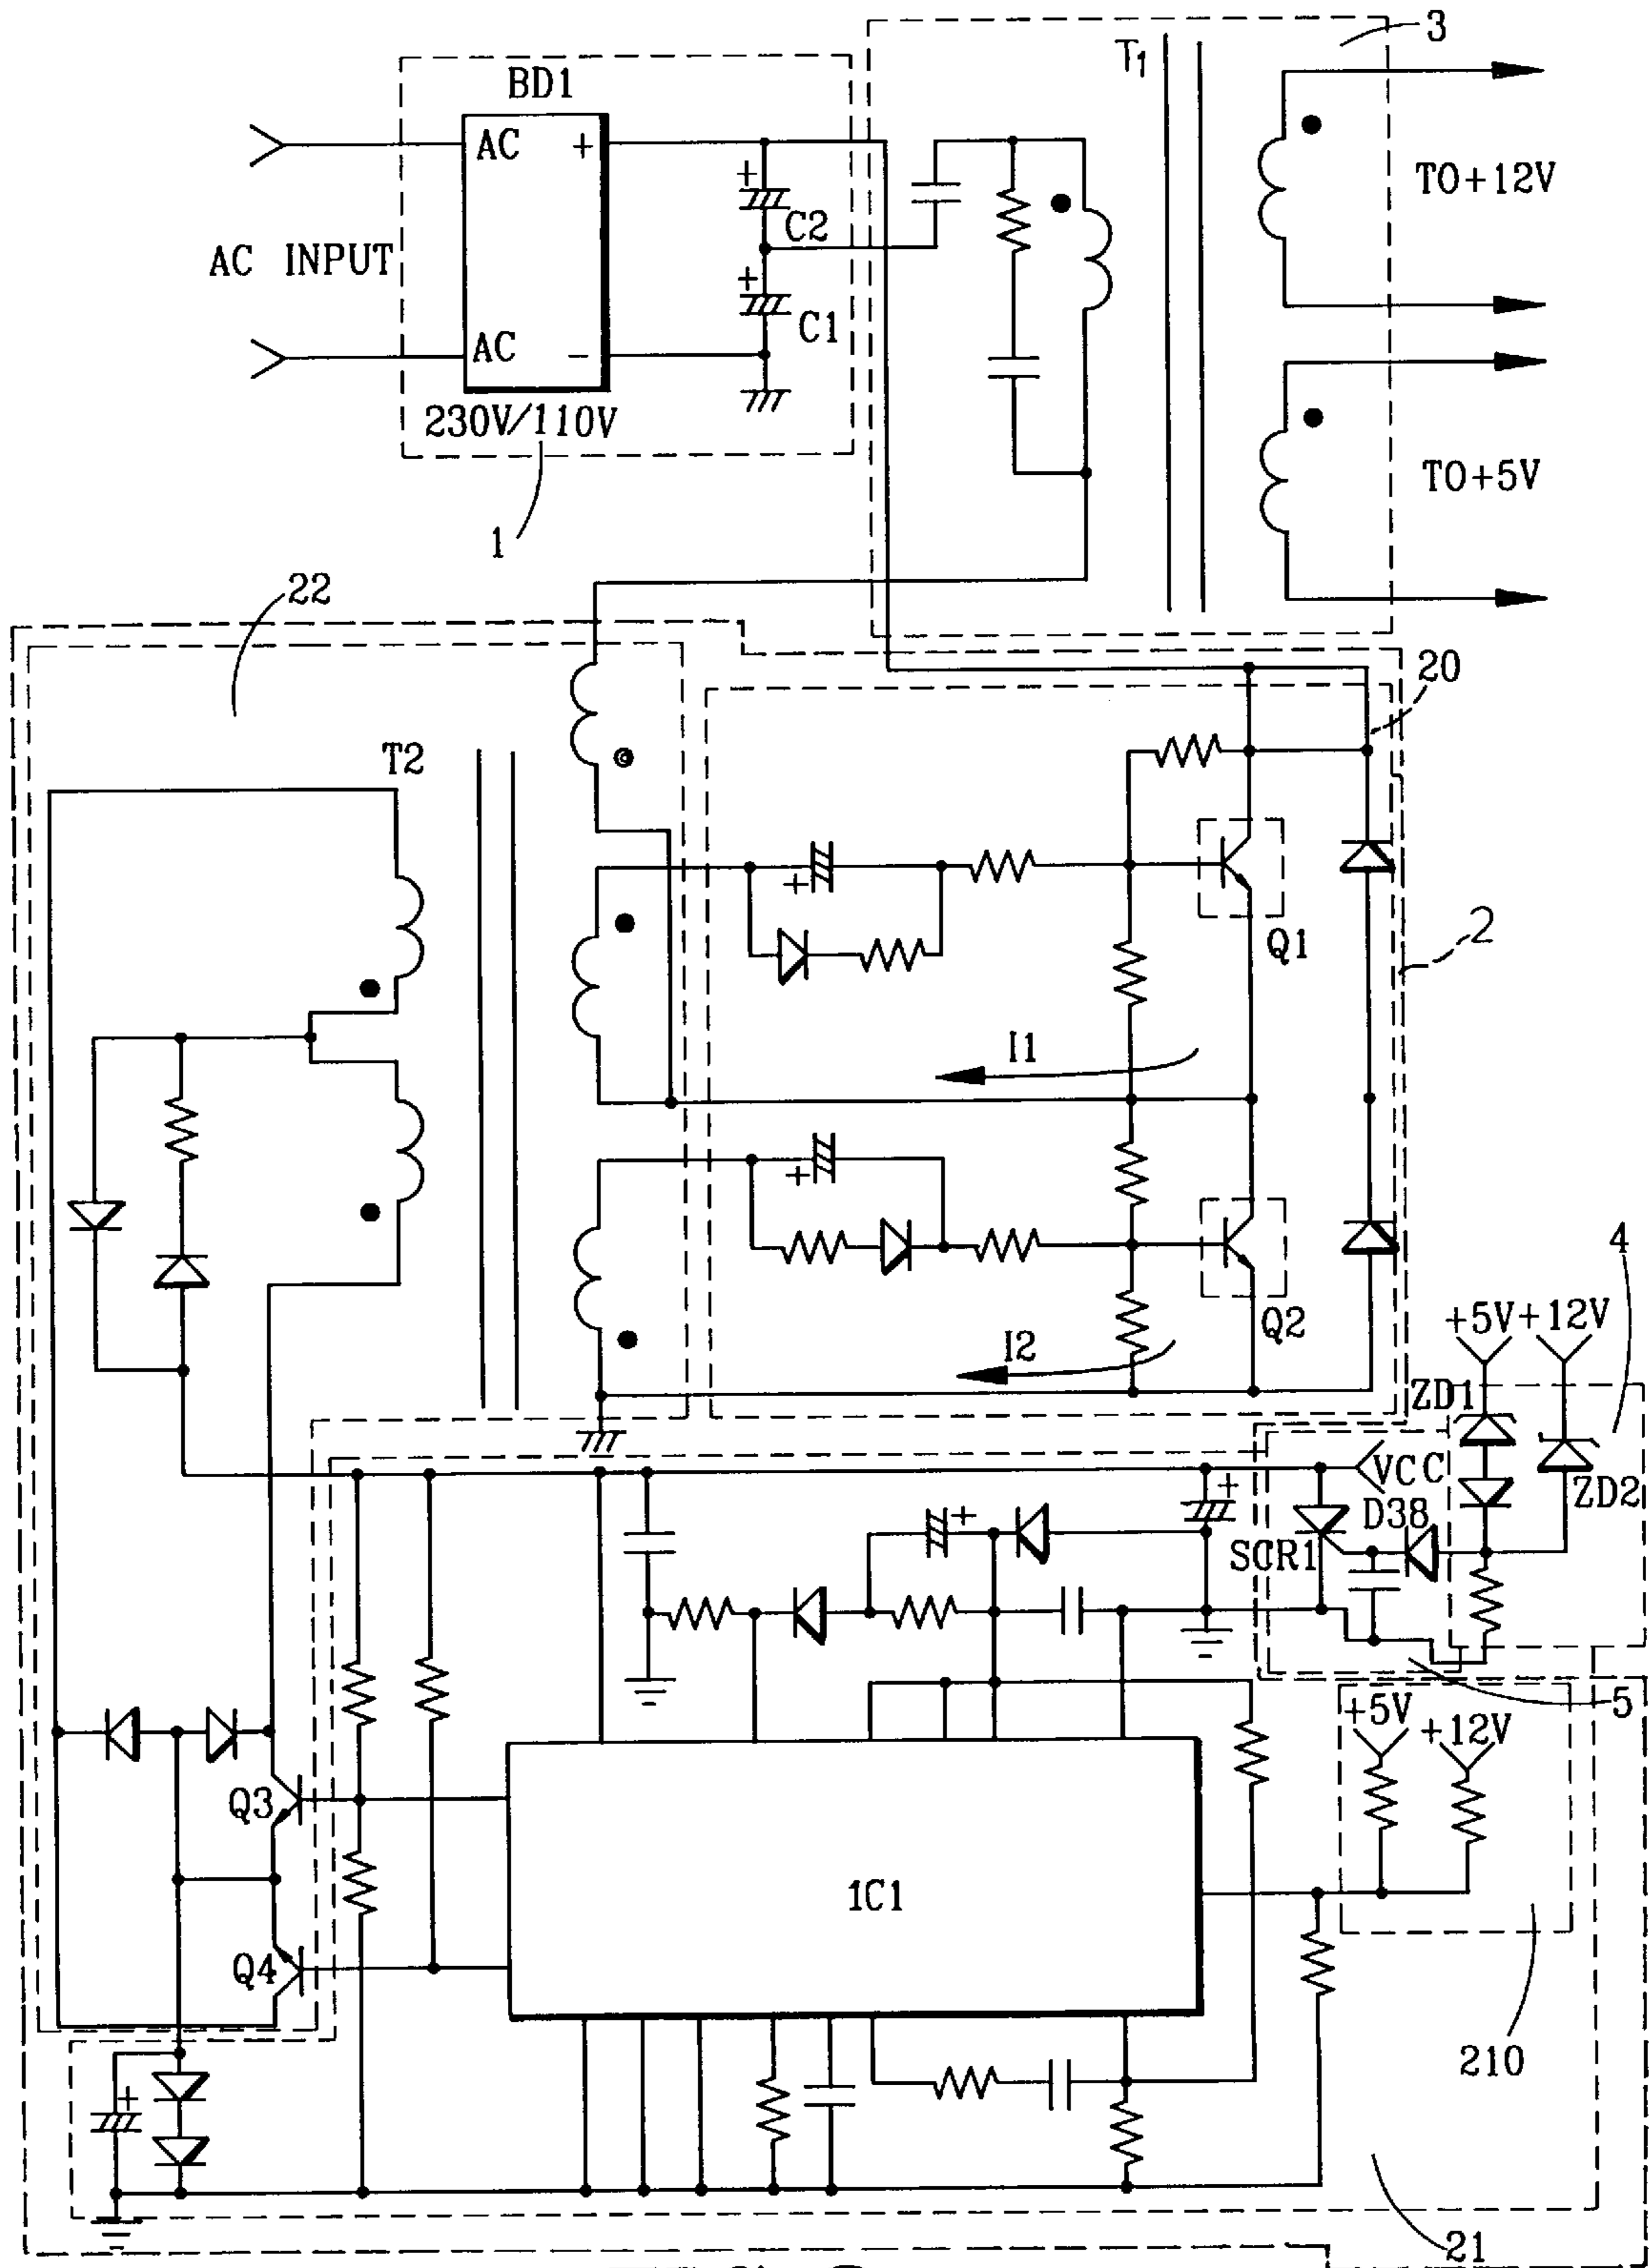 3
T1
BD1
AC +
TO+12V
C2
AC INPUT
C1
AC -
230V/110V
TO+5V
1
22
20
T2
Q1
2
I1
4
+5V +12V
Q2
I2
ZD1
VCC
ZD2
D38
SCR1
5
+5V
+12V
Q3
1C1
Q4
210
21